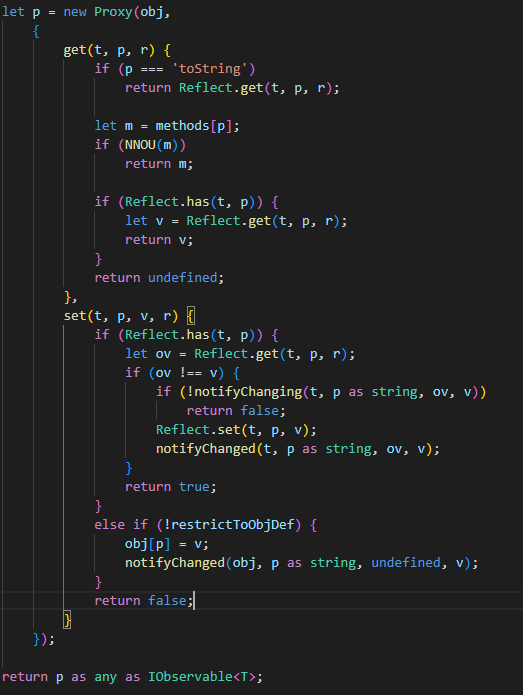 let p = new Proxy(obj,
    {
        get(t, p, r) {
            if (p === 'toString')
                return Reflect.get(t, p, r);

            let m = methods[p];
            if (NNOU(m))
                return m;

            if (Reflect.has(t, p)) {
                let v = Reflect.get(t, p, r);
                return v;
            }
            return undefined;
        },
        set(t, p, v, r) {
            if (Reflect.has(t, p)) {
                let ov = Reflect.get(t, p, r);
                if (ov !== v) {
                    if (!notifyChanging(t, p as string, ov, v))
                        return false;
                    Reflect.set(t, p, v);
                    notifyChanged(t, p as string, ov, v);
                }
                return true;
            }
            else if (!restrictToObjDef) {
                obj[p] = v;
                notifyChanged(obj, p as string, undefined, v);
            }
            return false;
        }
    });

return p as any as IObservable<T>;